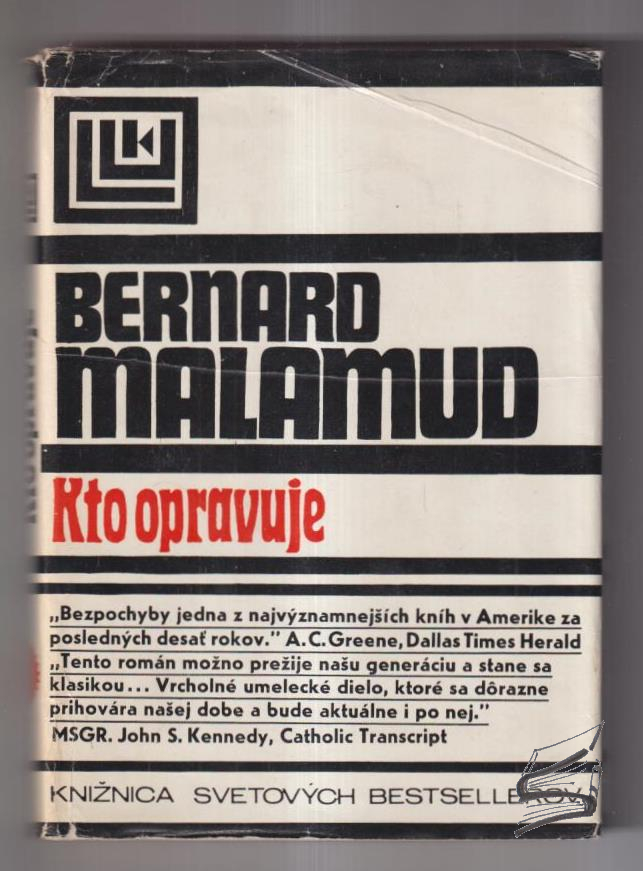 BERNARD
MALAMUD
Kto opravuje
„Bezpochyby jedna z najvýznamnejších kníh v Amerike za
posledných desať rokov.” A.C. Greene, Dallas Times Herald
„Tento román možno prežije našu generáciu a stane sa
klasikou... Vrcholné umelecké dielo, ktoré sa dôrazne
prihovára našej dobe a bude aktuálne i po nej.”
MSGR. John S. Kennedy, Catholic Transcript
KNIŽNICA SVETOVÝCH BESTSELLEROV